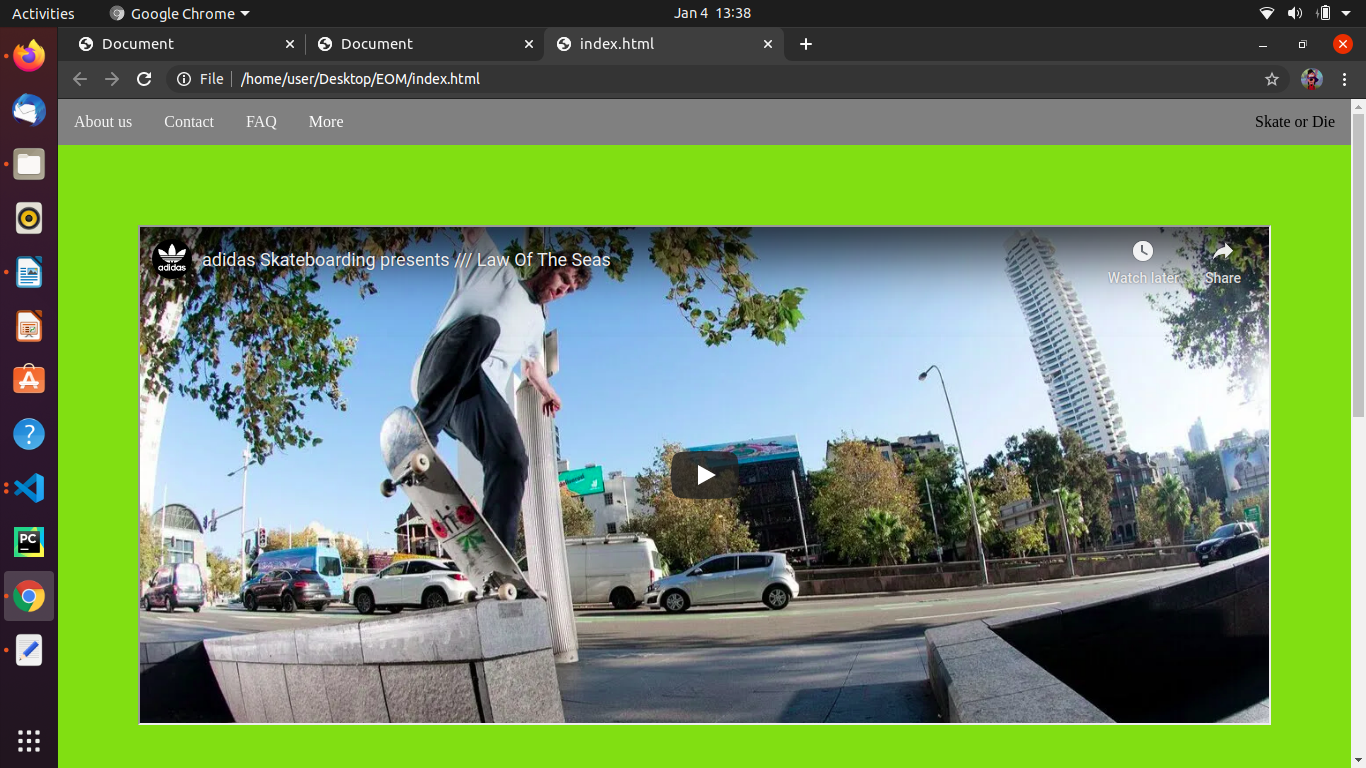 Activities
Google Chrome
Jan 4 13:38
Document
Document
index.html
File
/home/user/Desktop/EOM/index.html
About us
Contact
FAQ
More
Skate or Die
adidas
adidas Skateboarding presents /// Law Of The Seas
Watch later
Share
PC
?